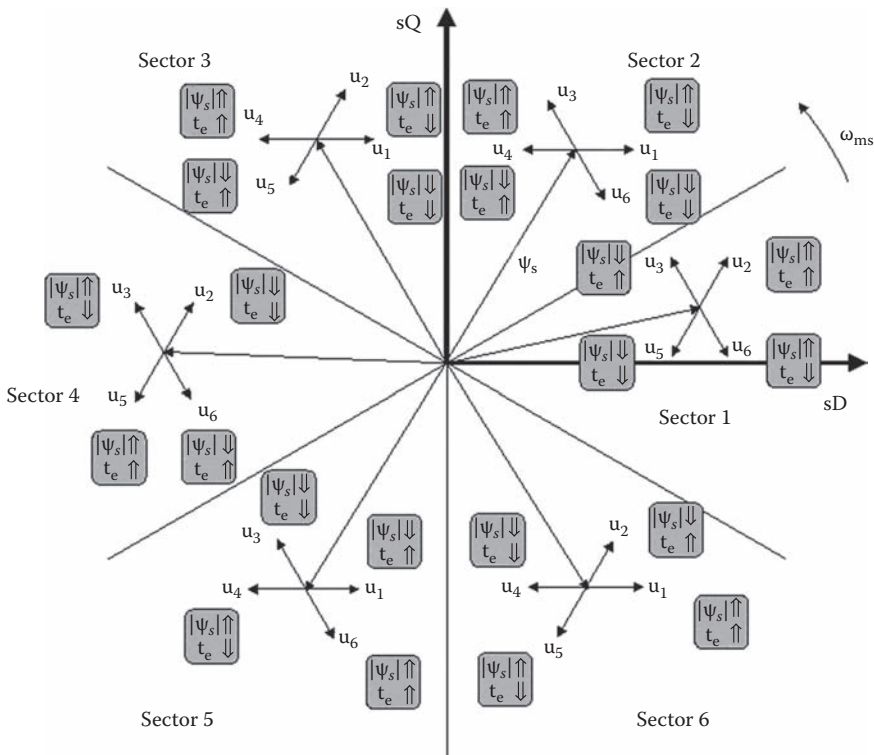 sQ
Sector 3
Sector 2
|ψs|⇑
te ⇑
u2
u4
u1
u5
|ψs|⇑
te ⇓
|ψs|↓
te ⇑
|ψs|⇓
te ⇓
|ψs|⇑
te ⇑
u3
u4
u1
u6
|ψs|⇑
te ⇓
|ψs|⇓
te ⇑
|ψs|⇓
te ⇓
ωms
ψs
|ψs|⇓
te ⇑
u3
u2
|ψs|⇑
te ⇑
|ψs|⇓
te ⇓
u5
u6
|ψs|⇑
te ⇓
sD
Sector 1
|ψs|⇑
te ⇓
u3
u2
|ψs|⇓
te ⇓
Sector 4
u5
u6
|ψs|⇑
te ⇑
|ψs|⇓
te ⇑
|ψs|⇓
te ⇓
u3
|ψs|⇓
te ⇑
u4
u1
u6
|ψs|⇑
te ⇓
|ψs|⇑
te ⇑
Sector 5
|ψs|⇓
te ⇓
u2
|ψs|⇓
te ⇑
u4
u1
u5
|ψs|⇑
te ⇑
|ψs|⇑
te ⇓
Sector 6